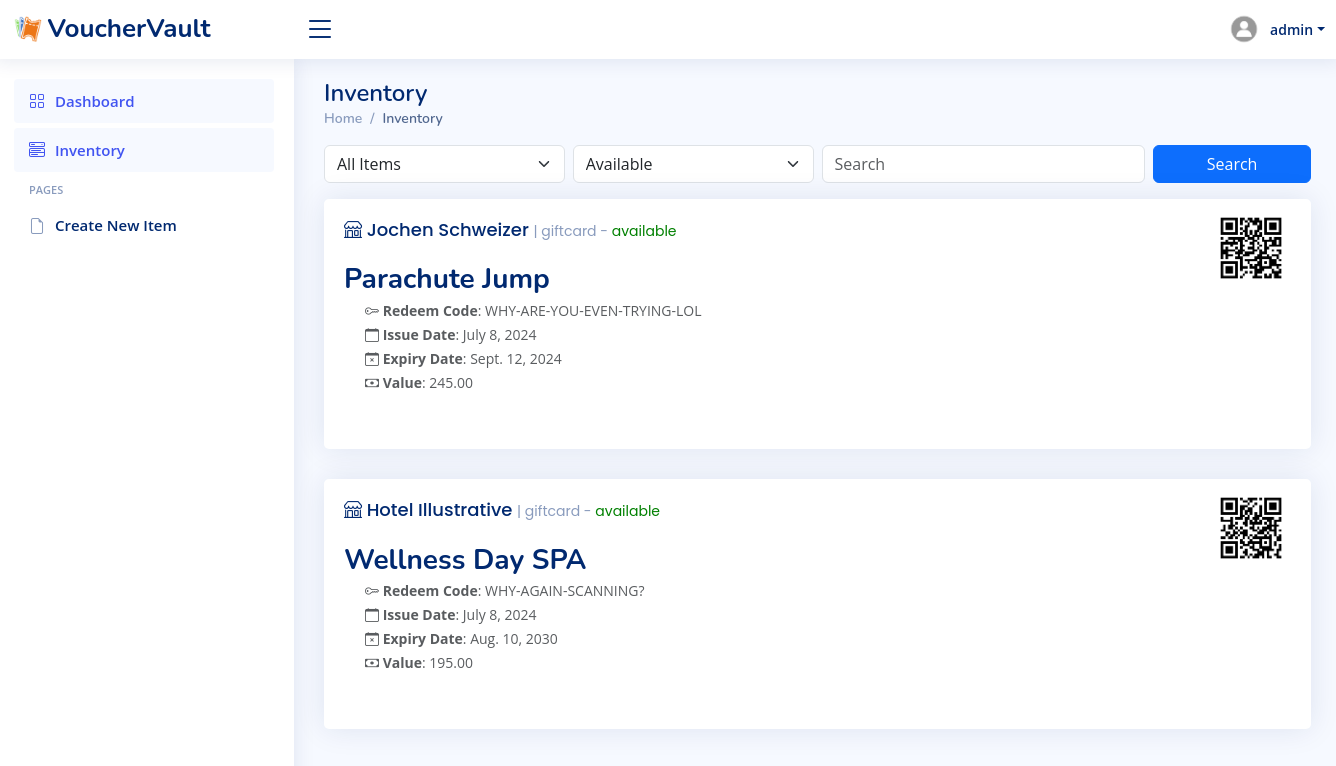 VoucherVault
admin
Dashboard
Inventory
PAGES
Create New Item
Inventory
Home / Inventory
All Items
Available
Search
Search
Jochen Schweizer | giftcard - available
Parachute Jump
Redeem Code: WHY-ARE-YOU-EVEN-TRYING-LOL
Issue Date: July 8, 2024
Expiry Date: Sept. 12, 2024
Value: 245.00
Hotel Illustrative | giftcard - available
Wellness Day SPA
Redeem Code: WHY-AGAIN-SCANNING?
Issue Date: July 8, 2024
Expiry Date: Aug. 10, 2030
Value: 195.00